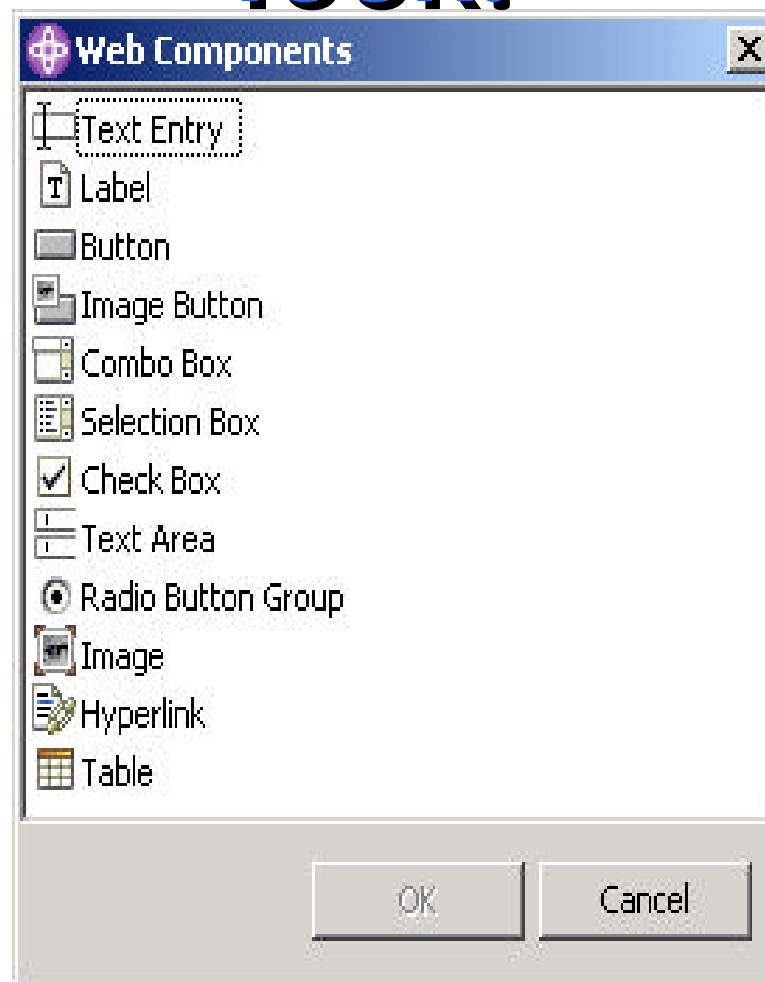 Web Components
Text Entry
Label
Button
Image Button
Combo Box
Selection Box
Check Box
Text Area
Radio Button Group
Image
Hyperlink
Table
OK Cancel